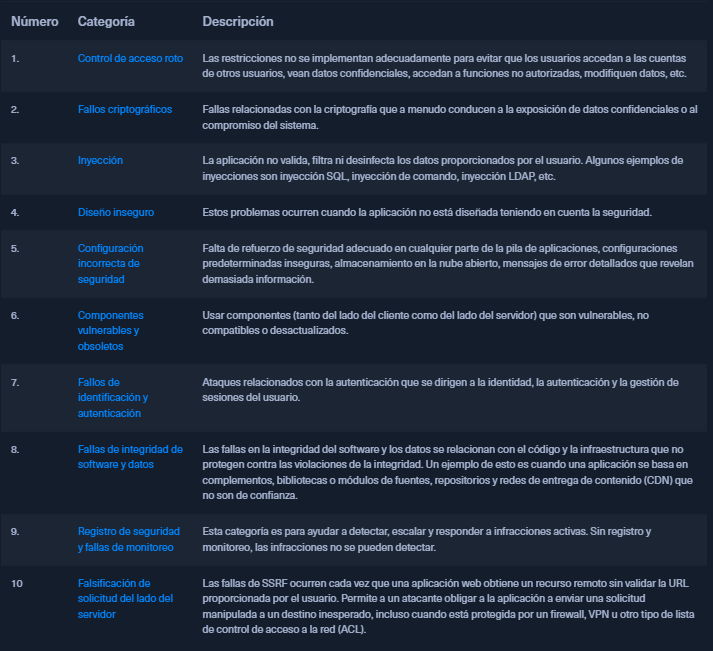 Número Categoría Descripción
1. Control de acceso roto Las restricciones no se implementan adecuadamente para evitar que los usuarios accedan a las cuentas
de otros usuarios, vean datos confidenciales, accedan a funciones no autorizadas, modifiquen datos, etc.
2. Fallos criptográficos Fallas relacionadas con la criptografía que a menudo conducen a la exposición de datos confidenciales o al
compromiso del sistema.
3. Inyección La aplicación no valida, filtra ni desinfecta los datos proporcionados por el usuario. Algunos ejemplos de
inyecciones son inyección SQL, inyección de comando, inyección LDAP, etc.
4. Diseño inseguro Estos problemas ocurren cuando la aplicación no está diseñada teniendo en cuenta la seguridad.
5. Configuración Falta de refuerzo de seguridad adecuado en cualquier parte de la pila de aplicaciones, configuraciones
incorrecta de predeterminadas inseguras, almacenamiento en la nube abierto, mensajes de error detallados que revelan
seguridad demasiada información.
6. Componentes Usar componentes (tanto del lado del cliente como del lado del servidor) que son vulnerables, no
vulnerables y compatibles o desactualizados.
obsoletos
7. Fallos de Ataques relacionados con la autenticación que se dirigen a la identidad, la autenticación y la gestión de
identificación y sesiones del usuario.
autenticación
8. Fallas de integridad de Las fallas en la integridad del software y los datos se relacionan con el código y la infraestructura que no
software y datos protegen contra las violaciones de la integridad. Un ejemplo de esto es cuando una aplicación se basa en
complementos, bibliotecas o módulos de fuentes, repositorios y redes de entrega de contenido (CDN) que
no son de confianza.
9. Registro de seguridad Esta categoría es para ayudar a detectar, escalar y responder a infracciones activas. Sin registro y
y fallas de monitoreo monitoreo, las infracciones no se pueden detectar.
10 Falsificación de Las fallas de SSRF ocurren cada vez que una aplicación web obtiene un recurso remoto sin validar la URL
solicitud del lado del proporcionada por el usuario. Permite a un atacante obligar a la aplicación a enviar una solicitud
servidor manipulada a un destino inesperado, incluso cuando está protegida por un firewall, VPN u otro tipo de lista
de control de acceso a la red (ACL).